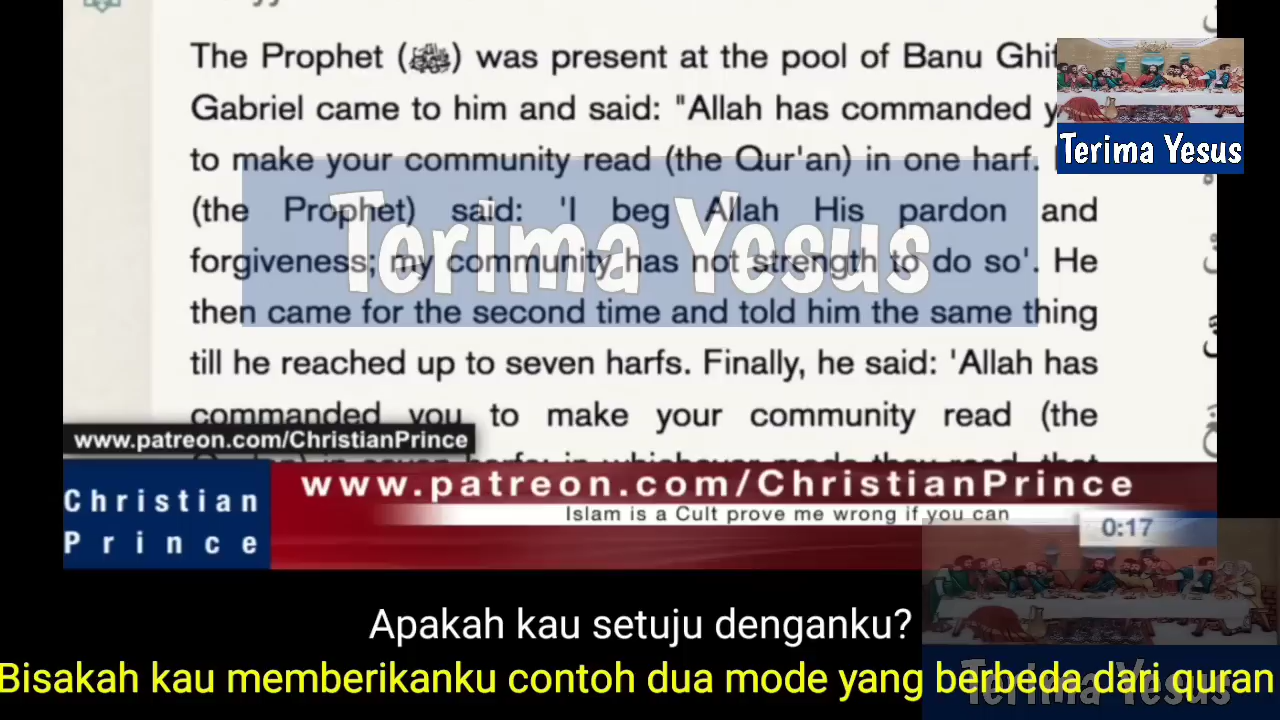 The Prophet (ﷺ) was present at the pool of Banu
Gabriel came to him and said: "Allah has commanded
to make your community read (the Qur'an) in one harf.
(the Prophet) said: 'I beg Allah His pardon and
forgiveness; my community has not strength to do so'. He
then came for the second time and told him the same thing
till he reached up to seven harfs. Finally, he said: 'Allah has
commanded you to make your community read (the
Terima Yesus
Terima Yesus
www.patreon.com/ChristianPrince
Christian
Prince
www.patreon.com/ChristianPrince
Islam is a Cult prove me wrong if you can
0:17
Apakah kau setuju denganku?
Bisakah kau memberikanku contoh dua mode yang berbeda dari quran
Terima Yesus